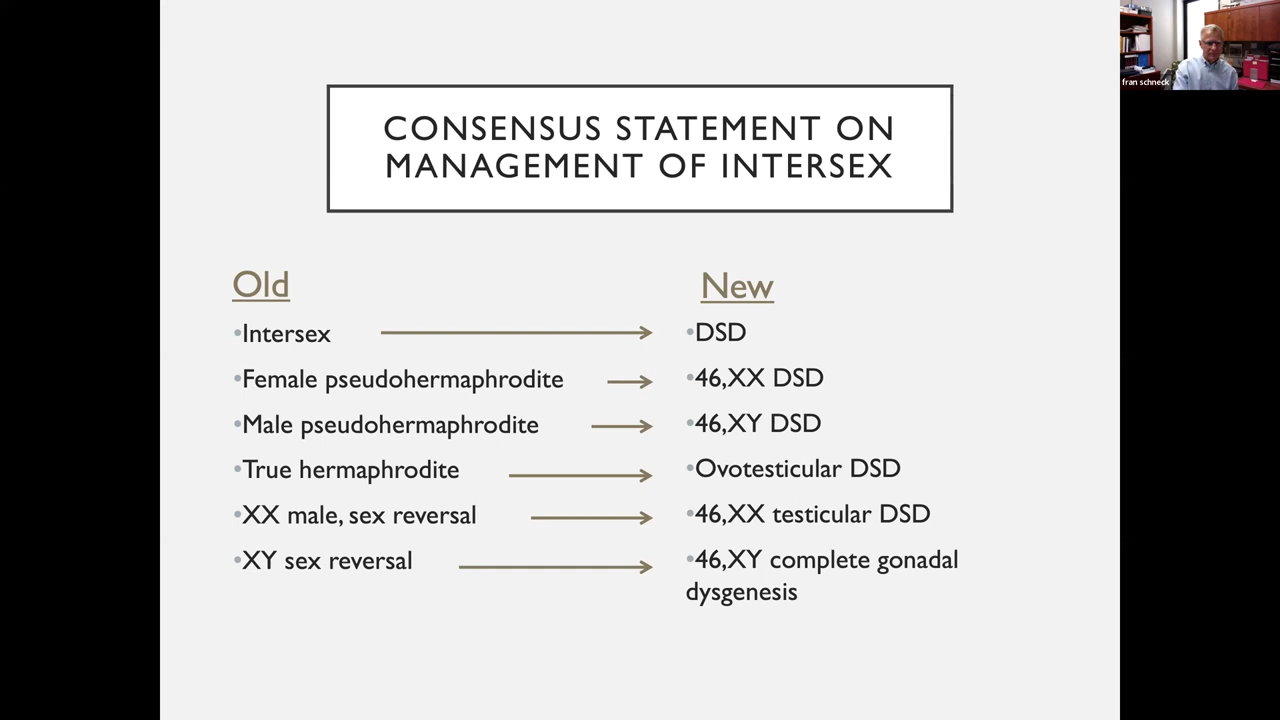 CONSENSUS STATEMENT ON
MANAGEMENT OF INTERSEX
fran schneck
Old
•Intersex
•Female pseudohermaphrodite
•Male pseudohermaphrodite
•True hermaphrodite
•XX male, sex reversal
•XY sex reversal
New
•DSD
•46,XX DSD
•46,XY DSD
•Ovotesticular DSD
•46,XX testicular DSD
•46,XY complete gonadal
dysgenesis